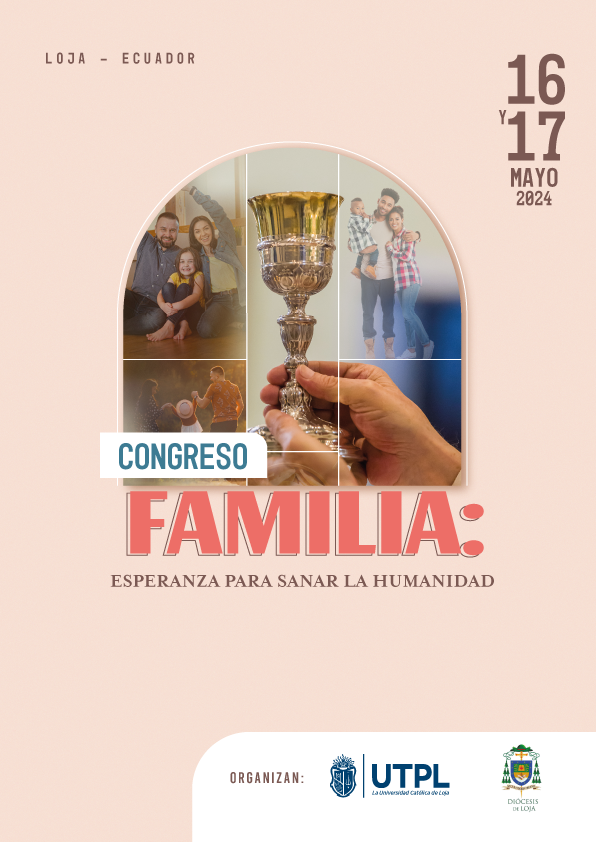 LOJA – ECUADOR
16
Y 17
MAYO
2024
CONGRESO
FAMILIA:
ESPERANZA PARA SANAR LA HUMANIDAD
ORGANIZAN:
UTPL
La Universidad Católica de Loja
DIÓCESIS
DE LOJA